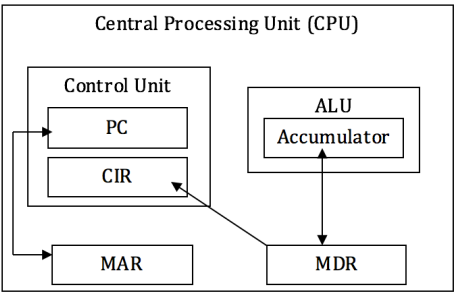 Central Processing Unit (CPU)
Control Unit
PC
CIR
ALU
Accumulator
MAR
MDR